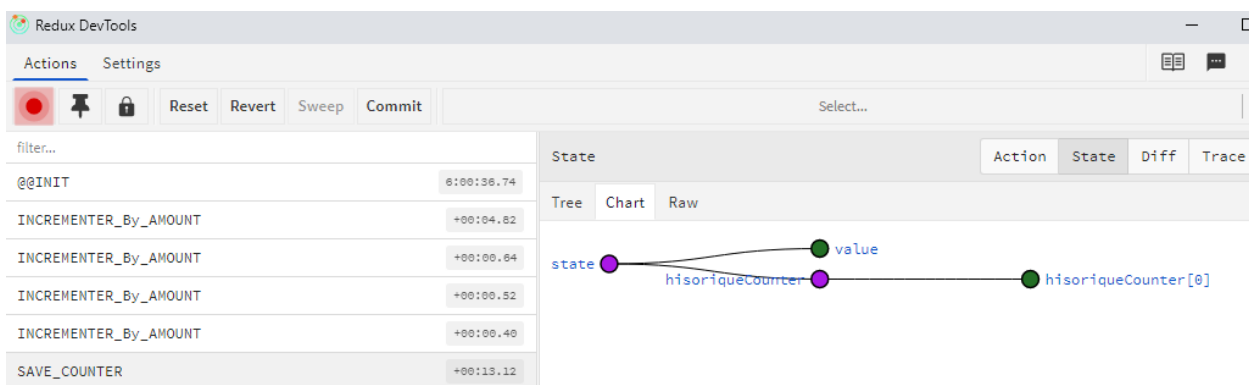 Redux DevTools
Actions Settings
Reset Revert Sweep Commit Select...
filter...
@@INIT 6:00:36.74
INCREMENTER_By_AMOUNT +00:04.82
INCREMENTER_By_AMOUNT +00:00.64
INCREMENTER_By_AMOUNT +00:00.52
INCREMENTER_By_AMOUNT +00:00.40
SAVE_COUNTER +00:13.12
State Action State Diff Trace
Tree Chart Raw
value
state
hisoriqueCounter hisoriqueCounter[0]